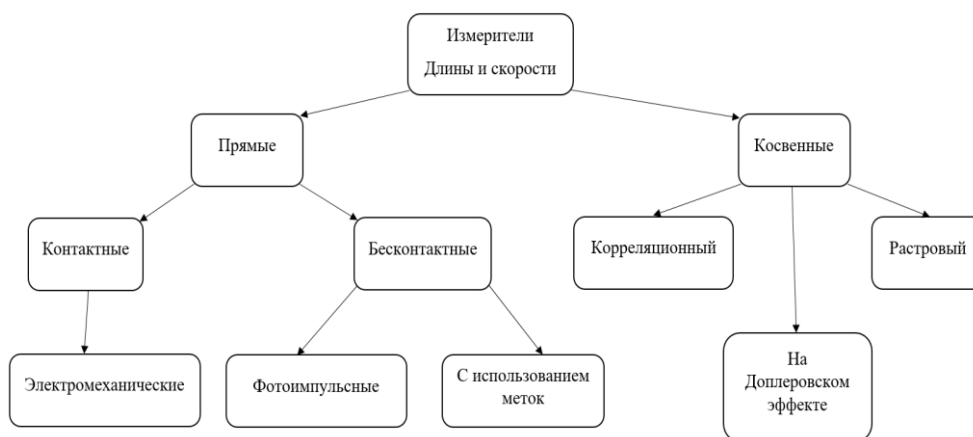 Измерители
Длины и скорости
Прямые
Косвенные
Контактные
Бесконтактные
Корреляционный
Растровый
Электромеханические
Фотоимпульсные
С использованием
меток
На
Доплеровском
эффекте